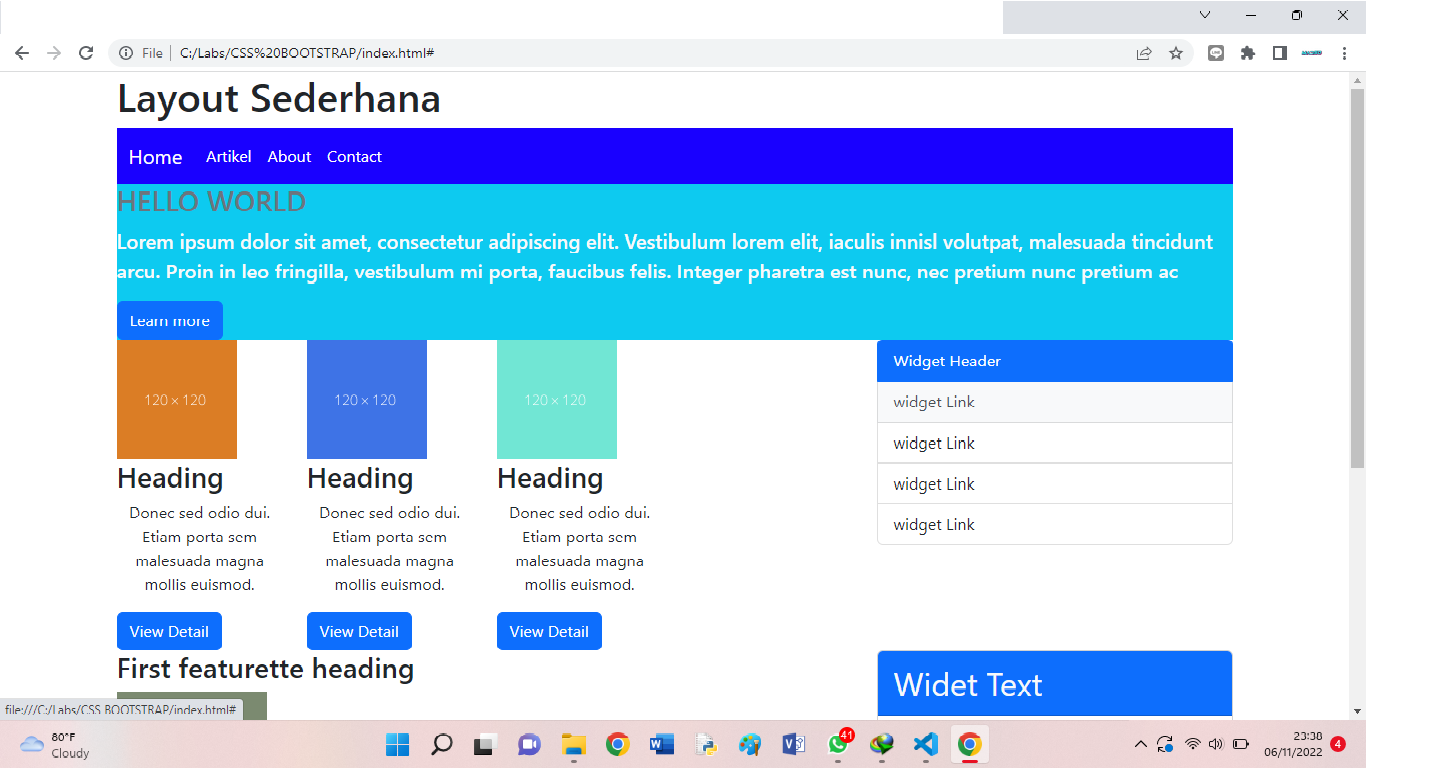 File
C:/Labs/CSS%20BOOTSTRAP/index.html#
Layout Sederhana
Home Artikel About Contact
HELLO WORLD
Lorem ipsum dolor sit amet, consectetur adipiscing elit. Vestibulum lorem elit, iaculis innisl volutpat, malesuada tincidunt
arcu. Proin in leo fringilla, vestibulum mi porta, faucibus felis. Integer pharetra est nunc, nec pretium nunc pretium ac
Learn more
120 × 120
Heading
Donec sed odio dui.
Etiam porta sem
malesuada magna
mollis euismod.
View Detail
120 × 120
Heading
Donec sed odio dui.
Etiam porta sem
malesuada magna
mollis euismod.
View Detail
120 × 120
Heading
Donec sed odio dui.
Etiam porta sem
malesuada magna
mollis euismod.
View Detail
Widget Header
widget Link
widget Link
widget Link
widget Link
First featurette heading
Widet Text
file:///C:/Labs/CSS BOOTSTRAP/index.html#
80°F
Cloudy
41
23:38
06/11/2022
4